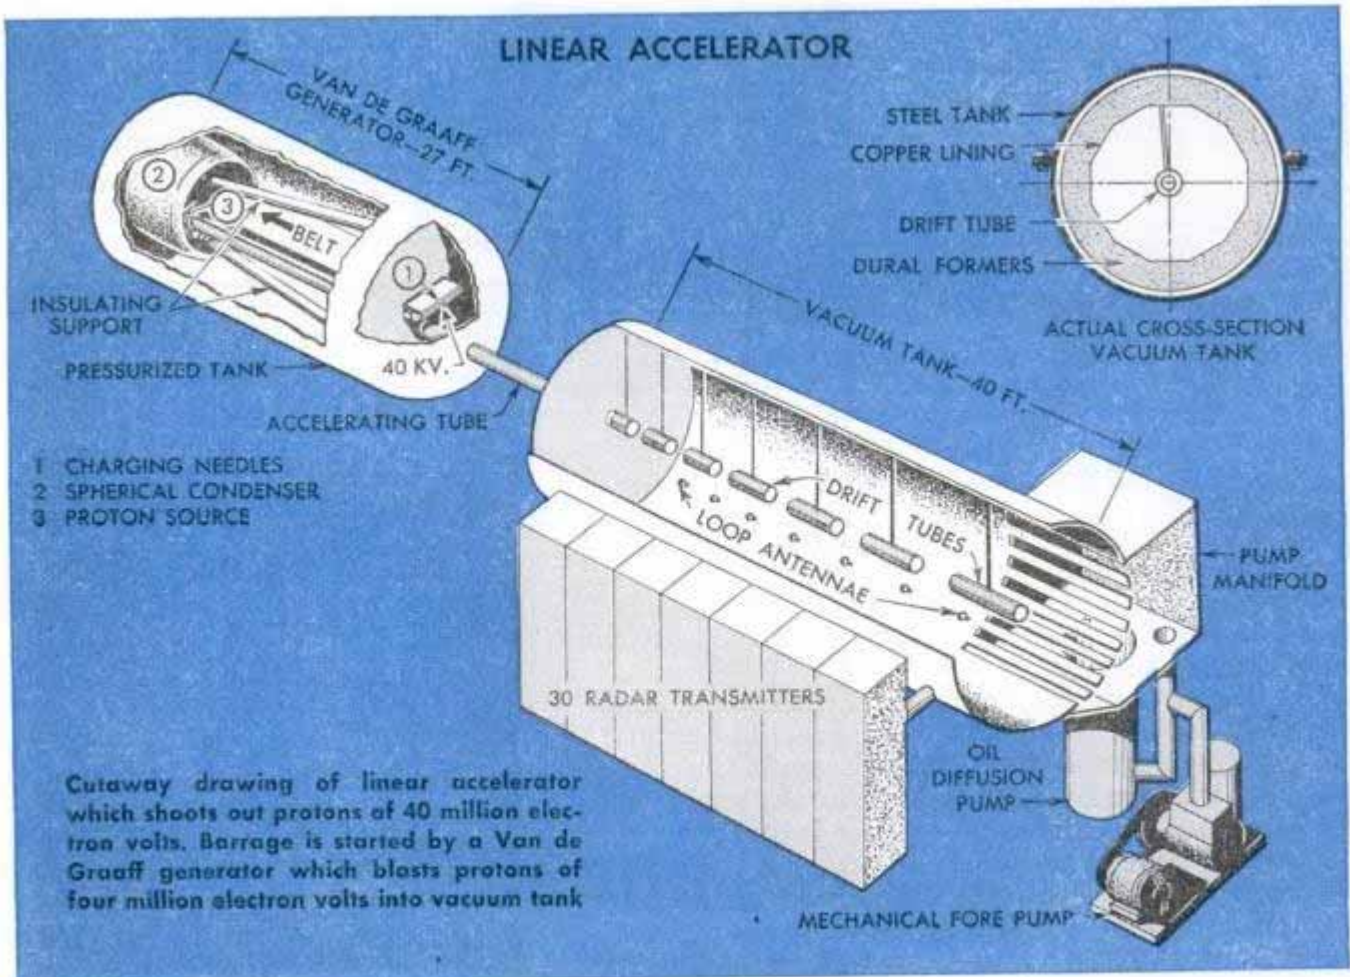 LINEAR ACCELERATOR
VAN DE GRAAFF
GENERATOR—27 FT.
2
3
BELT
1
INSULATING
SUPPORT
PRESSURIZED TANK
40 KV.
ACCELERATING TUBE
1 CHARGING NEEDLES
2 SPHERICAL CONDENSER
3 PROTON SOURCE
STEEL TANK
COPPER LINING
DRIFT TUBE
DURAL FORMERS
ACTUAL CROSS-SECTION
VACUUM TANK
VACUUM TANK—40 FT.
DRIFT TUBES
LOOP ANTENNAE
PUMP
MANIFOLD
30 RADAR TRANSMITTERS
OIL
DIFFUSION
PUMP
MECHANICAL FORE PUMP
Cutaway drawing of linear accelerator
which shoots out protons of 40 million elec-
tron volts. Barrage is started by a Van de
Graaff generator which blasts protons of
four million electron volts into vacuum tank